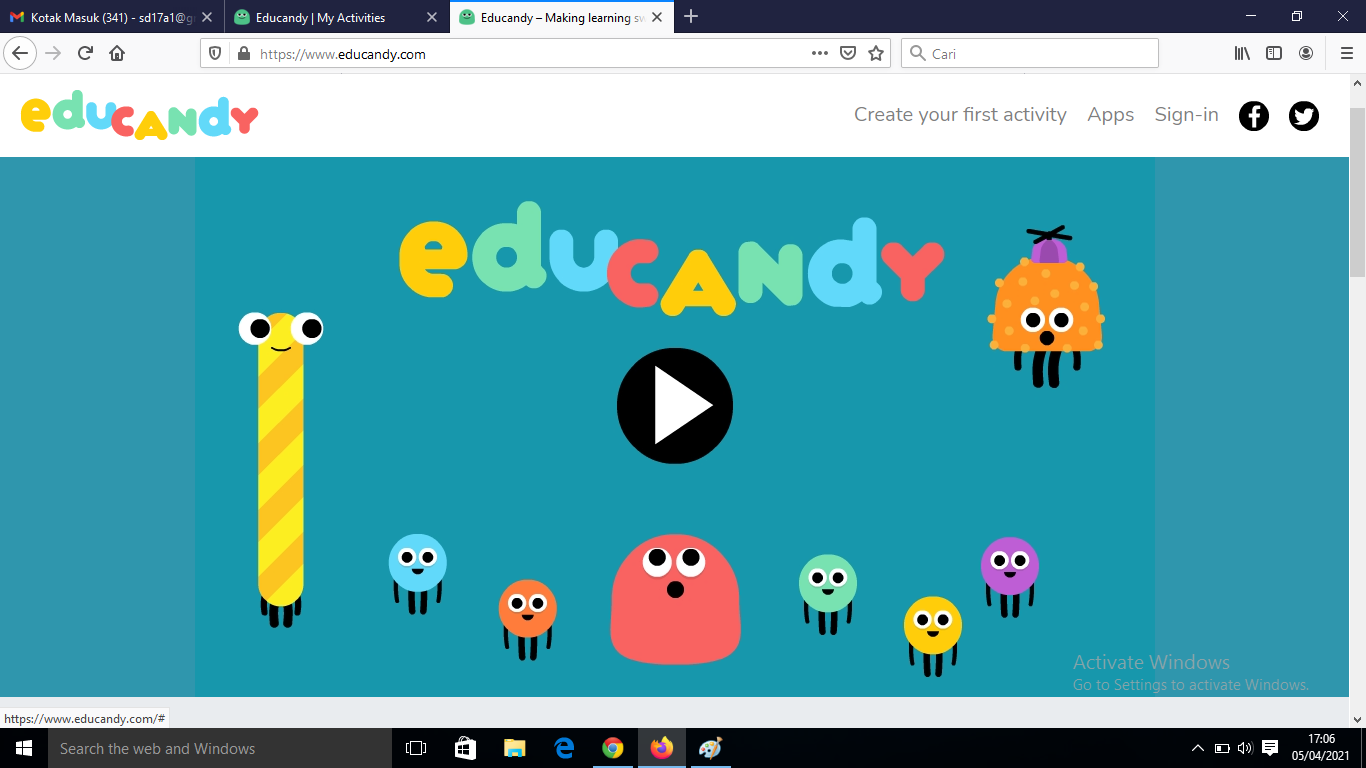 Kotak Masuk (341) - sd17a1@g
Educandy | My Activities
Educandy – Making learning sw
https://www.educandy.com
Cari
educandy
Create your first activity
Apps
Sign-in
educandy
Activate Windows
Go to Settings to activate Windows.
https://www.educandy.com/#
Search the web and Windows
17:06
05/04/2021